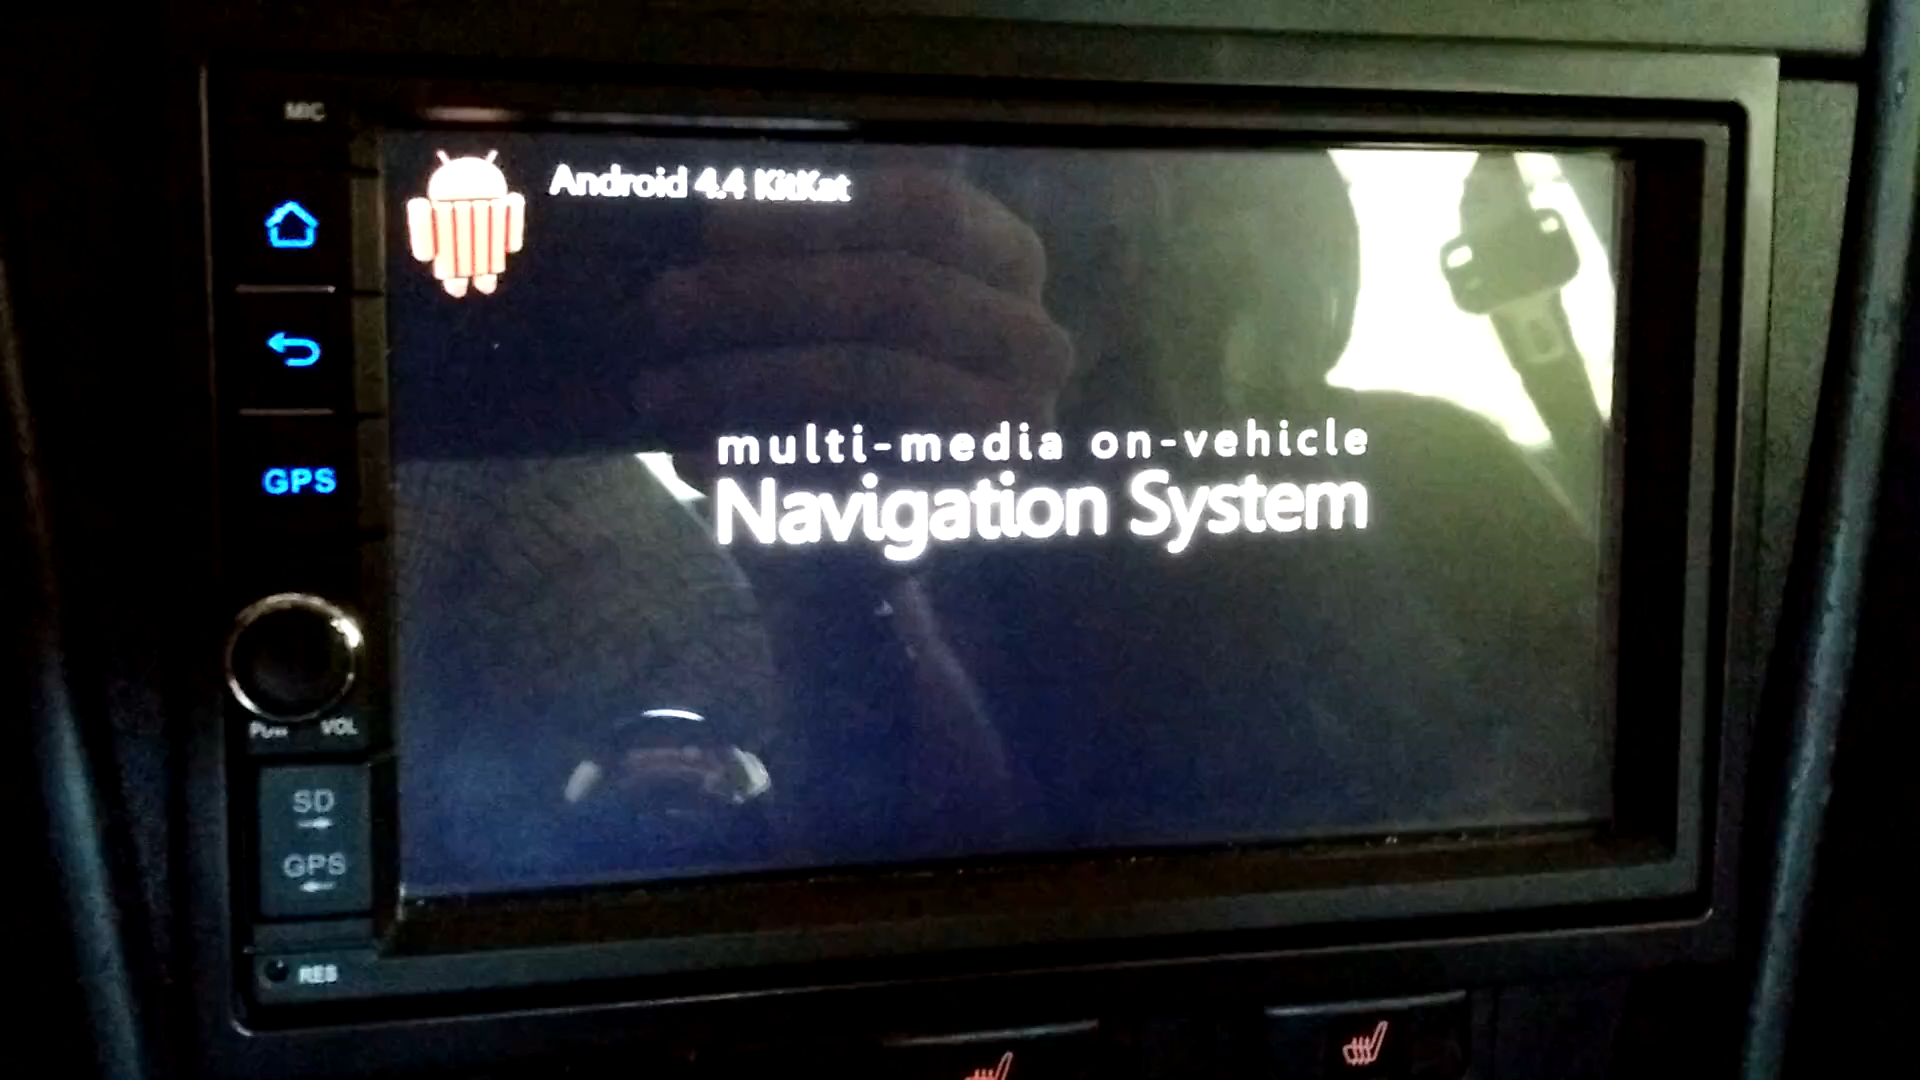 MIC
Android 4.4 KitKat
multi-media on-vehicle
Navigation System
GPS
VOL
SD
GPS
RES